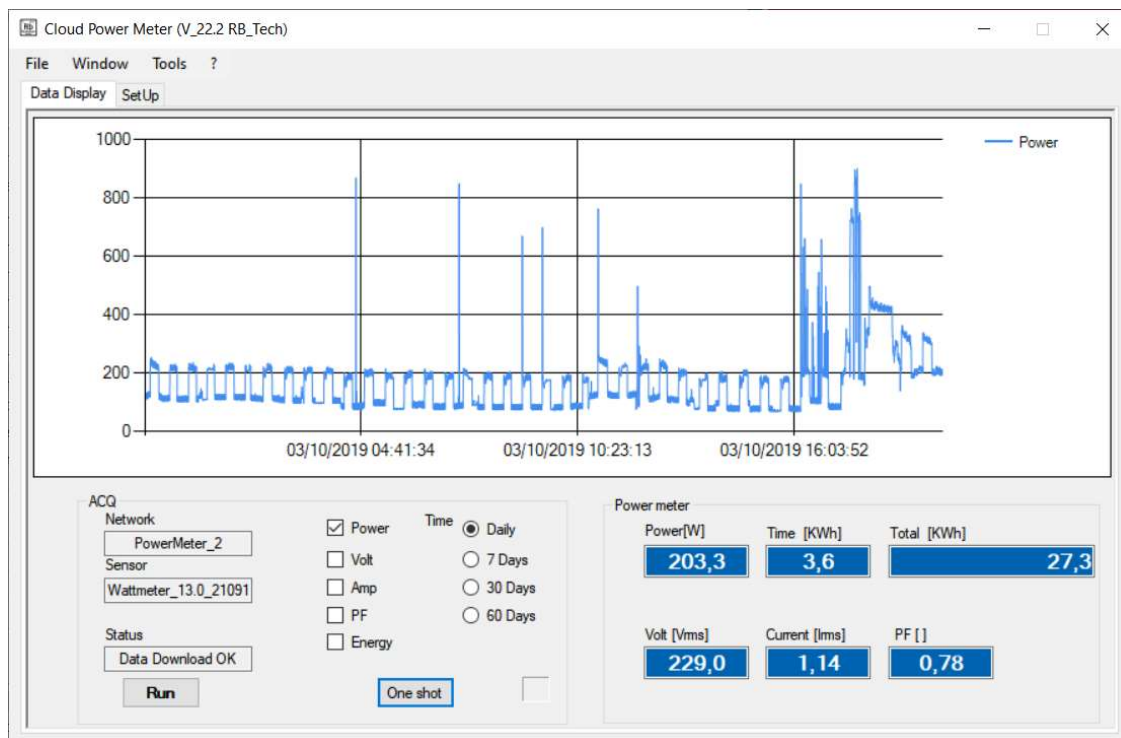 Rb
Cloud Power Meter (V_22.2 RB_Tech)
File Window Tools ?
Data Display SetUp
1000
800
600
400
200
0
03/10/2019 04:41:34 03/10/2019 10:23:13 03/10/2019 16:03:52
Power
ACQ
Network
PowerMeter_2
Sensor
Wattmeter_13.0_21091
Status
Data Download OK
Run
Power
Volt
Amp
PF
Energy
Time
Daily
7 Days
30 Days
60 Days
One shot
Power meter
Power[W] Time [KWh] Total [KWh]
203,3 3,6 27,3
Volt [Vrms] Current [Irms] PF [ ]
229,0 1,14 0,78